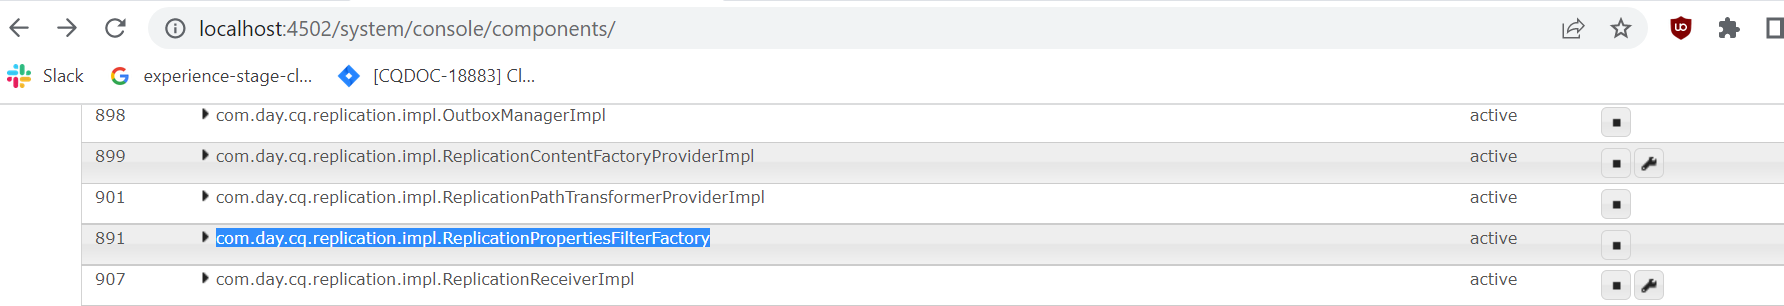 localhost:4502/system/console/components/
Slack experience-stage-cl... [CQDOC-18883] Cl...
898 com.day.cq.replication.impl.OutboxManagerImpl active
899 com.day.cq.replication.impl.ReplicationContentFactoryProviderImpl active
901 com.day.cq.replication.impl.ReplicationPathTransformerProviderImpl active
891 com.day.cq.replication.impl.ReplicationPropertiesFilterFactory active
907 com.day.cq.replication.impl.ReplicationReceiverImpl active